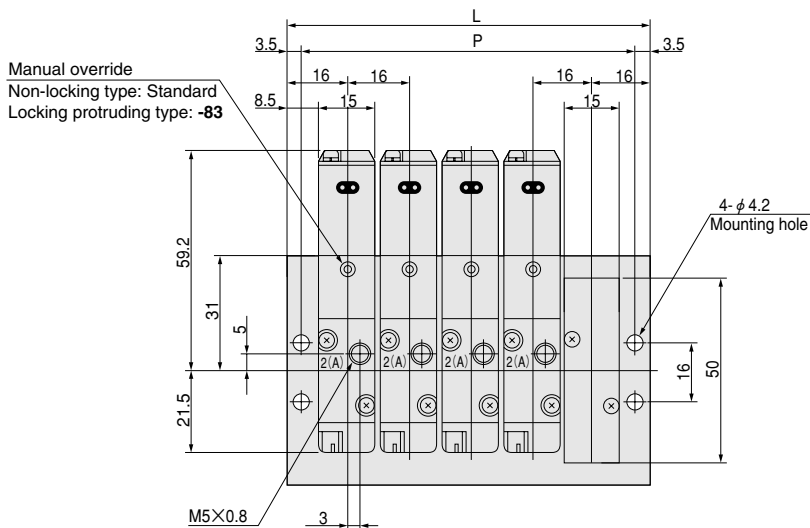 L
3.5
P
3.5
16
16
16
16
8.5
15
15
Manual override
Non-locking type: Standard
Locking protruding type: -83
4-φ4.2
Mounting hole
59.2
31
5
2(A)
2(A)
2(A)
2(A)
16
50
21.5
M5×0.8
3